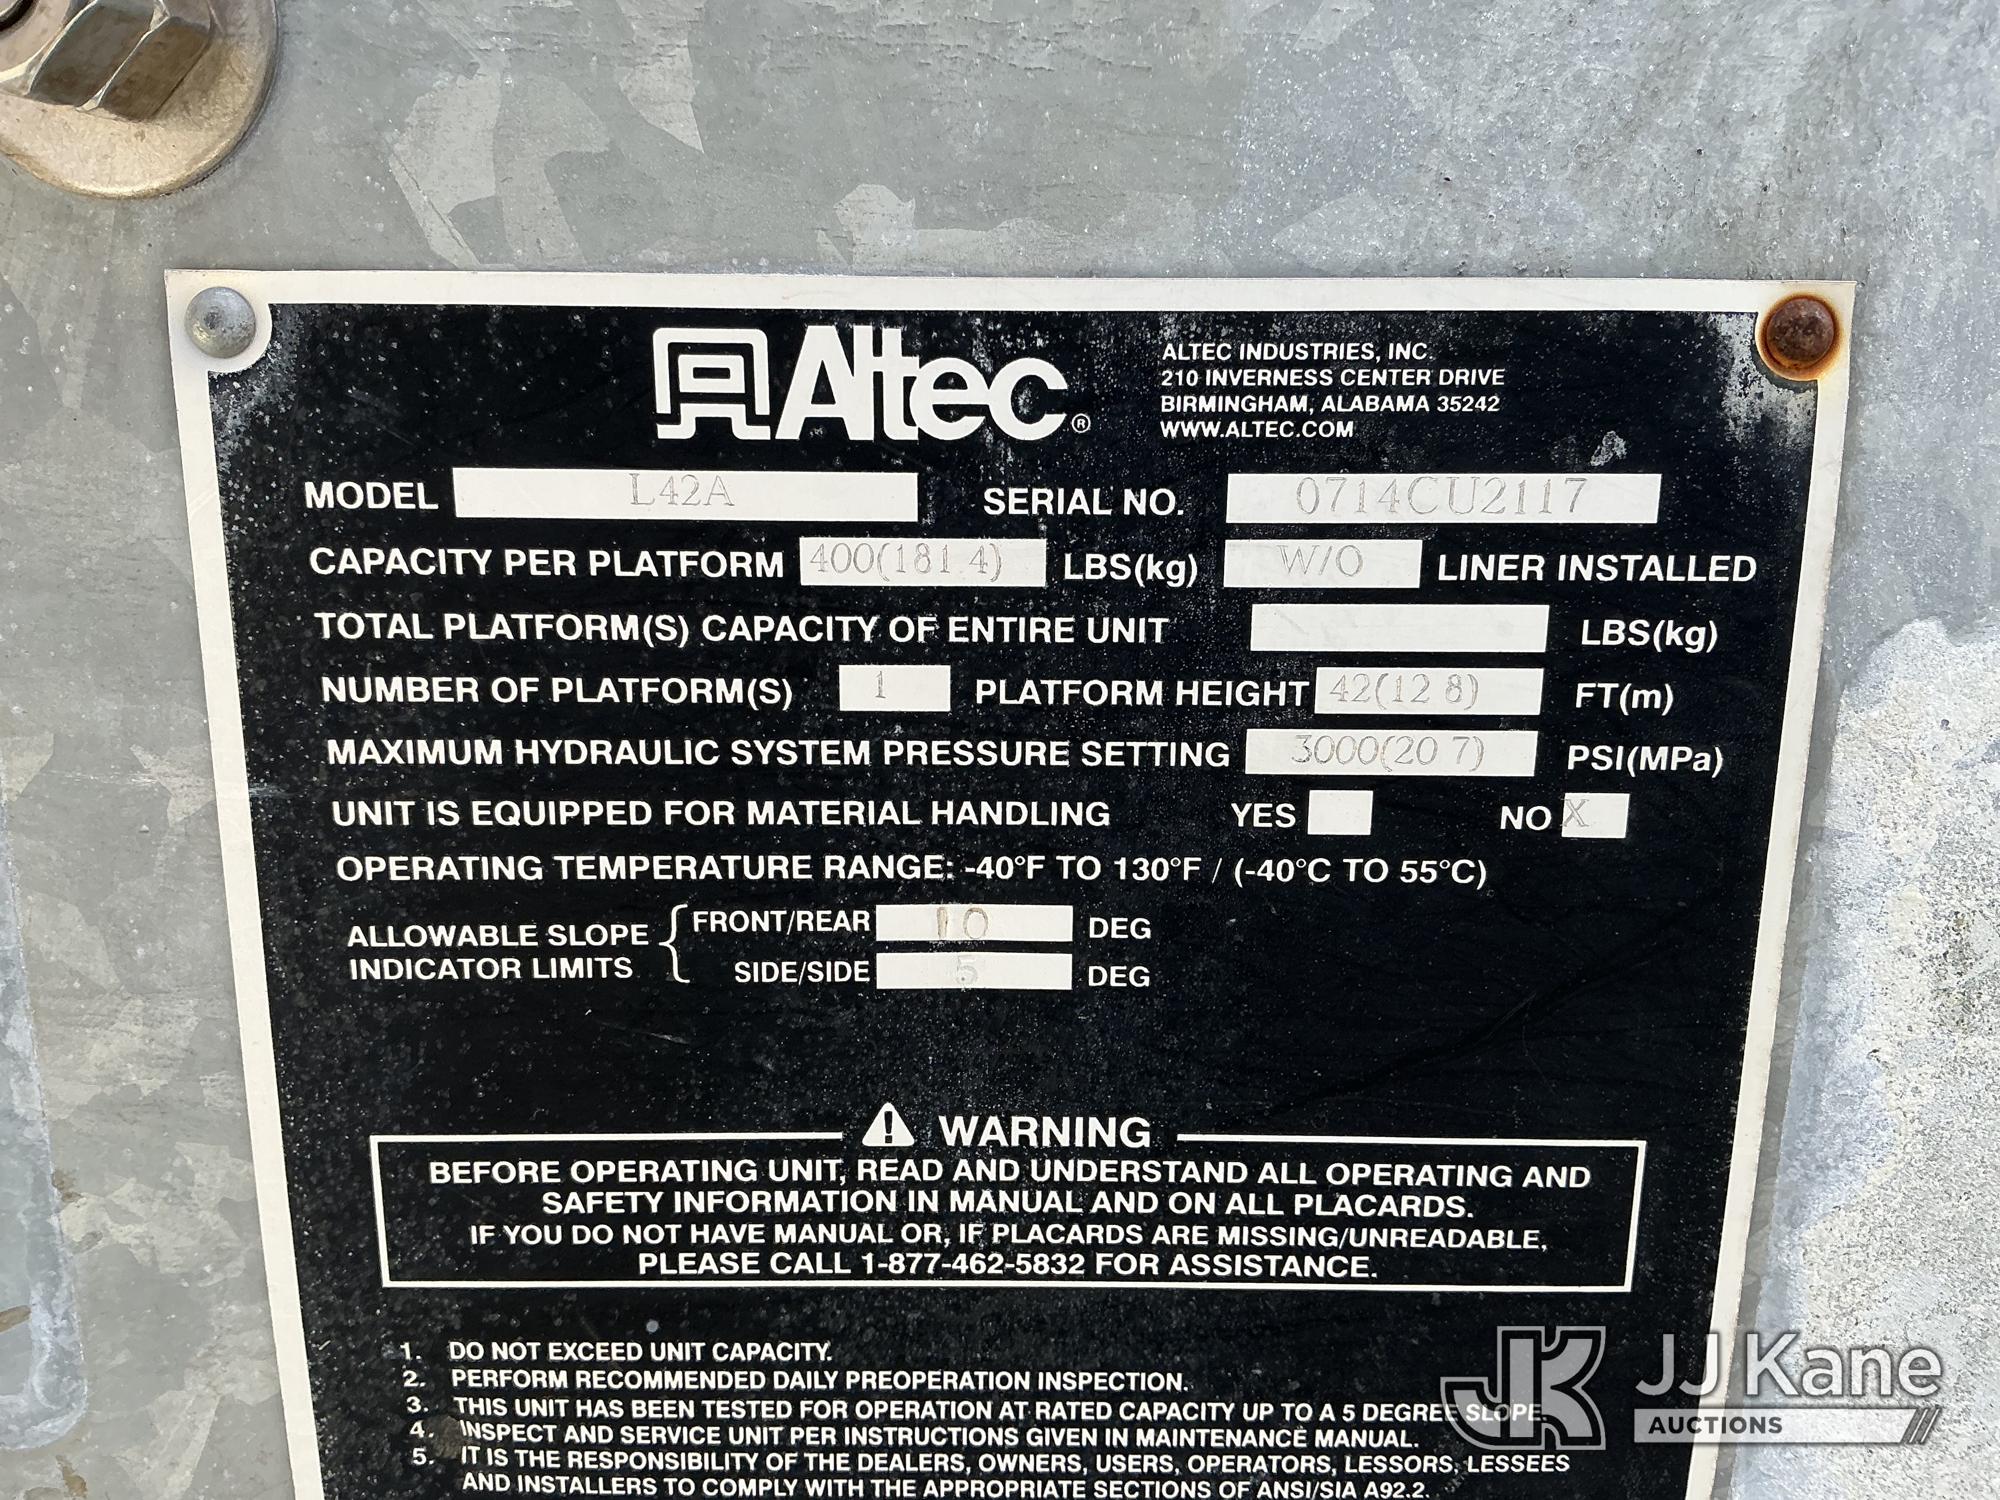 Altec®
ALTEC INDUSTRIES, INC.
210 INVERNESS CENTER DRIVE
BIRMINGHAM, ALABAMA 35242
WWW.ALTEC.COM
MODEL L42A SERIAL NO. 0714CU2117
CAPACITY PER PLATFORM 400(181 4) LBS(kg) W/O LINER INSTALLED
TOTAL PLATFORM(S) CAPACITY OF ENTIRE UNIT LBS(kg)
NUMBER OF PLATFORM(S) 1 PLATFORM HEIGHT 42(12 8) FT(m)
MAXIMUM HYDRAULIC SYSTEM PRESSURE SETTING 3000(20 7) PSI(MPa)
UNIT IS EQUIPPED FOR MATERIAL HANDLING YES NO X
OPERATING TEMPERATURE RANGE: -40°F TO 130°F / (-40°C TO 55°C)
ALLOWABLE SLOPE INDICATOR LIMITS
FRONT/REAR 10 DEG
SIDE/SIDE 5 DEG
WARNING
BEFORE OPERATING UNIT, READ AND UNDERSTAND ALL OPERATING AND
SAFETY INFORMATION IN MANUAL AND ON ALL PLACARDS.
IF YOU DO NOT HAVE MANUAL OR, IF PLACARDS ARE MISSING/UNREADABLE,
PLEASE CALL 1-877-462-5832 FOR ASSISTANCE.
1. DO NOT EXCEED UNIT CAPACITY.
2. PERFORM RECOMMENDED DAILY PREOPERATION INSPECTION.
3. THIS UNIT HAS BEEN TESTED FOR OPERATION AT RATED CAPACITY UP TO A 5 DEGREE SLOPE.
4. INSPECT AND SERVICE UNIT PER INSTRUCTIONS GIVEN IN MAINTENANCE MANUAL.
5. IT IS THE RESPONSIBILITY OF THE DEALERS, OWNERS, USERS, OPERATORS, LESSORS, LESSEES
AND INSTALLERS TO COMPLY WITH THE APPROPRIATE SECTIONS OF ANSI/SIA A92.2.
JK JJ Kane
AUCTIONS